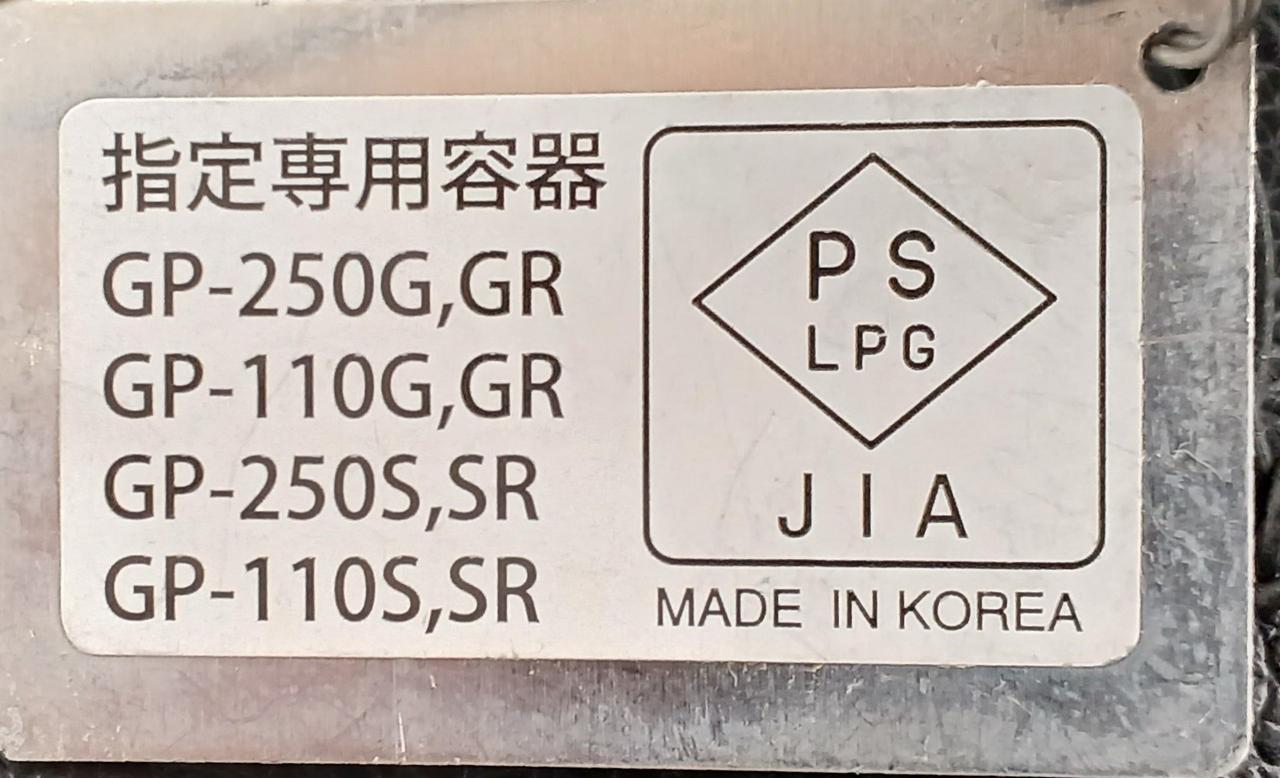 指定専用容器
GP-250G,GR
GP-110G,GR
GP-250S,SR
GP-110S,SR
PS
LPG
JIA
MADE IN KOREA